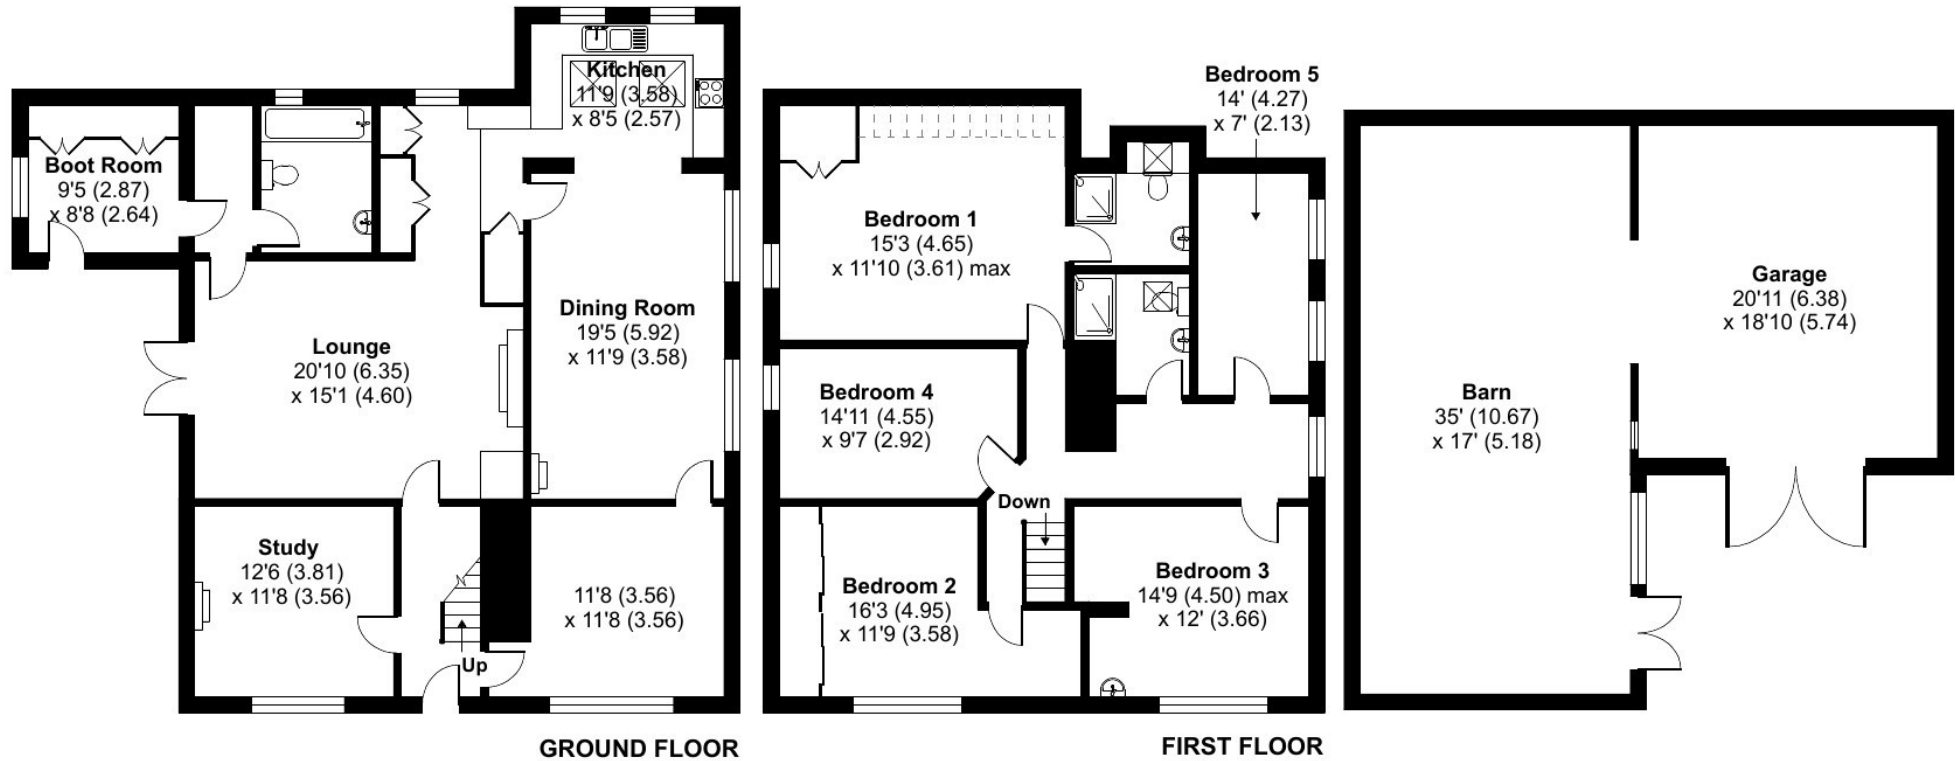 Kitchen
11'9 (3.58)
x 8'5 (2.57)
Boot Room
9'5 (2.87)
x 8'8 (2.64)
Dining Room
19'5 (5.92)
x 11'9 (3.58)
Lounge
20'10 (6.35)
x 15'1 (4.60)
Study
12'6 (3.81)
x 11'8 (3.56)
11'8 (3.56)
x 11'8 (3.56)
Up
GROUND FLOOR
Bedroom 5
14' (4.27)
x 7' (2.13)
Bedroom 1
15'3 (4.65)
x 11'10 (3.61) max
Bedroom 4
14'11 (4.55)
x 9'7 (2.92)
Down
Bedroom 2
16'3 (4.95)
x 11'9 (3.58)
Bedroom 3
14'9 (4.50) max
x 12' (3.66)
FIRST FLOOR
Garage
20'11 (6.38)
x 18'10 (5.74)
Barn
35' (10.67)
x 17' (5.18)